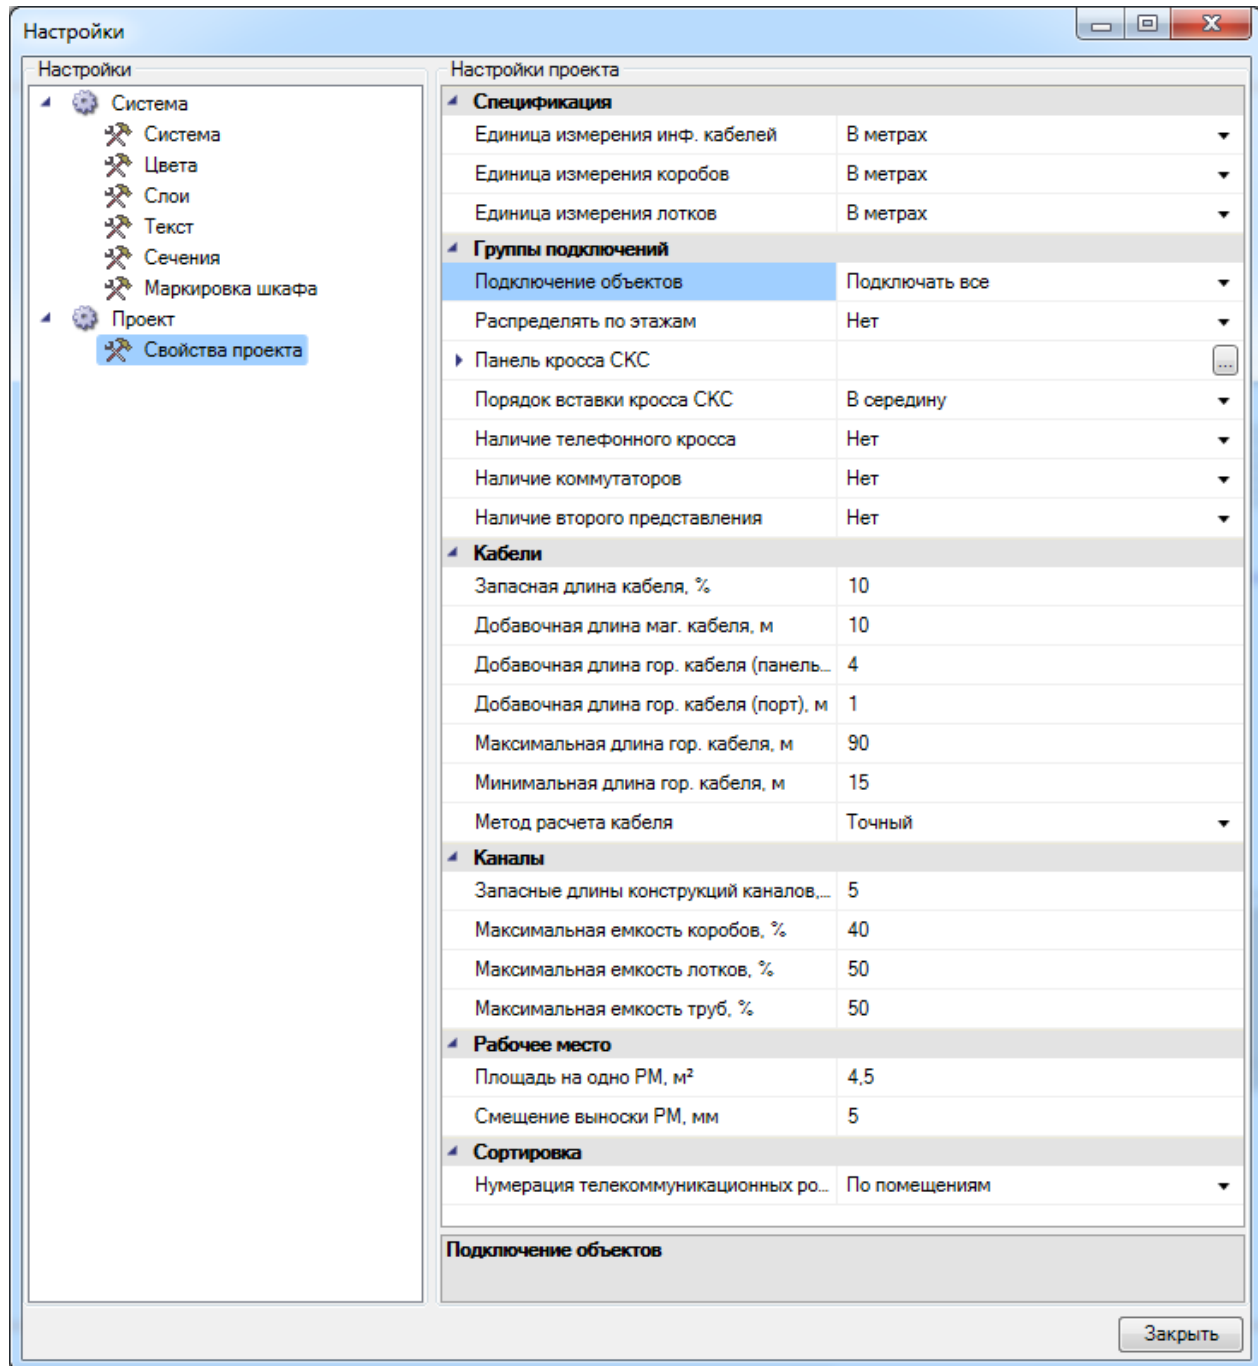 Настройки
Настройки
Система
Система
Цвета
Слои
Текст
Сечения
Маркировка шкафа
Проект
Свойства проекта
Настройки проекта
Спецификация
Единица измерения инф. кабелей В метрах
Единица измерения коробов В метрах
Единица измерения лотков В метрах
Группы подключений
Подключение объектов Подключать все
Распределять по этажам Нет
Панель кросса СКС ...
Порядок вставки кросса СКС В середину
Наличие телефонного кросса Нет
Наличие коммутаторов Нет
Наличие второго представления Нет
Кабели
Запасная длина кабеля, % 10
Добавочная длина маг. кабеля, м 10
Добавочная длина гор. кабеля (панель... 4
Добавочная длина гор. кабеля (порт), м 1
Максимальная длина гор. кабеля, м 90
Минимальная длина гор. кабеля, м 15
Метод расчета кабеля Точный
Каналы
Запасные длины конструкций каналов,... 5
Максимальная емкость коробов, % 40
Максимальная емкость лотков, % 50
Максимальная емкость труб, % 50
Рабочее место
Площадь на одно РМ, м² 4,5
Смещение выноски РМ, мм 5
Сортировка
Нумерация телекоммуникационных ро... По помещениям
Подключение объектов
Закрыть